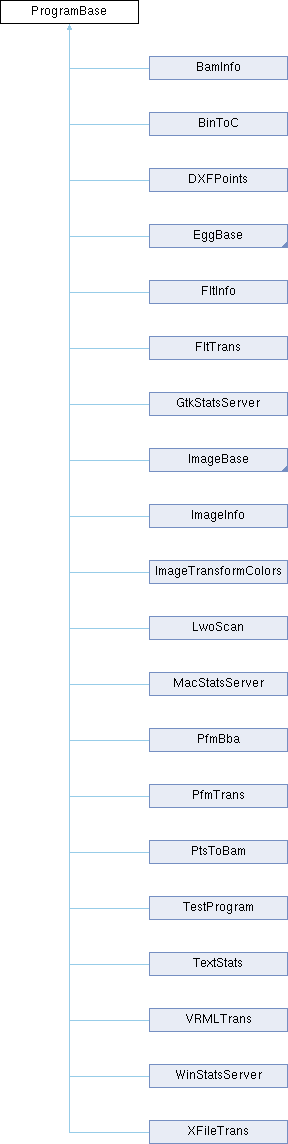 ProgramBase
BamInfo
BinToC
DXFPoints
EggBase
FltInfo
FltTrans
GtkStatsServer
ImageBase
ImageInfo
ImageTransformColors
LwoScan
MacStatsServer
PfmBba
PfmTrans
PtsToBam
TestProgram
TextStats
VRMLTrans
WinStatsServer
XFileTrans